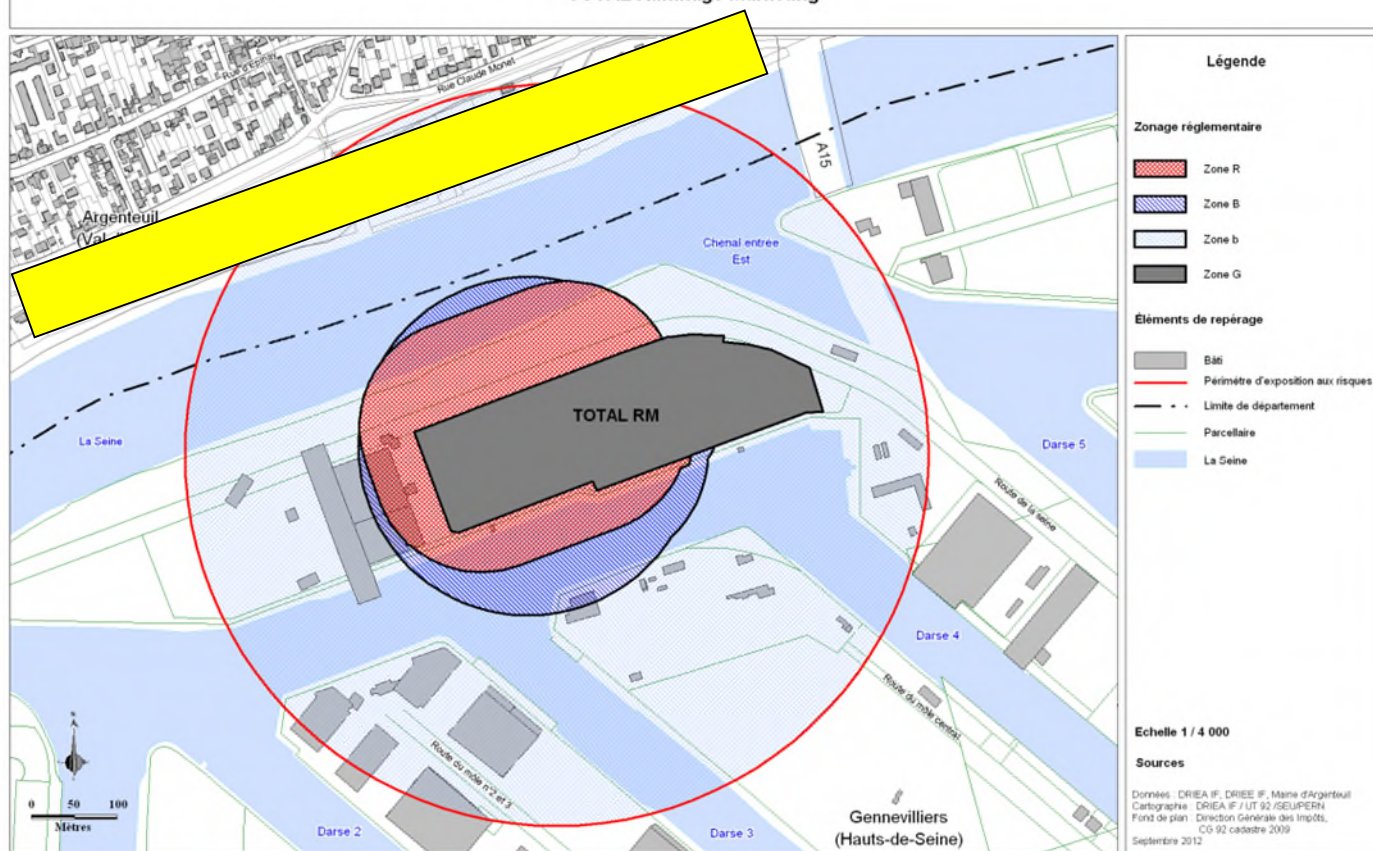 Rue d'Epinay
Rue Claude Monet
A15
Argenteuil
Chenal entrée
Est
La Seine
TOTAL RM
Darse 5
Route de la seine
Darse 4
Route du môle central
Route du môle n°2 et 3
Darse 2
Darse 3
Gennevilliers
(Hauts-de-Seine)
N
0 50 100
Mètres
Légende
Zonage réglementaire
Zone R
Zone B
Zone b
Zone G
Éléments de repérage
Bâti
Périmètre d'exposition aux risques
Limite de département
Parcellaire
La Seine
Echelle 1 / 4 000
Sources
Données : DRIEA IF, DRIEE IF, Mairie d'Argenteuil
Cartographie : DRIEA IF / UT 92 /SEU/PERN
Fond de plan : Direction Générale des Impôts,
CG 92 cadastre 2009
Septembre 2012